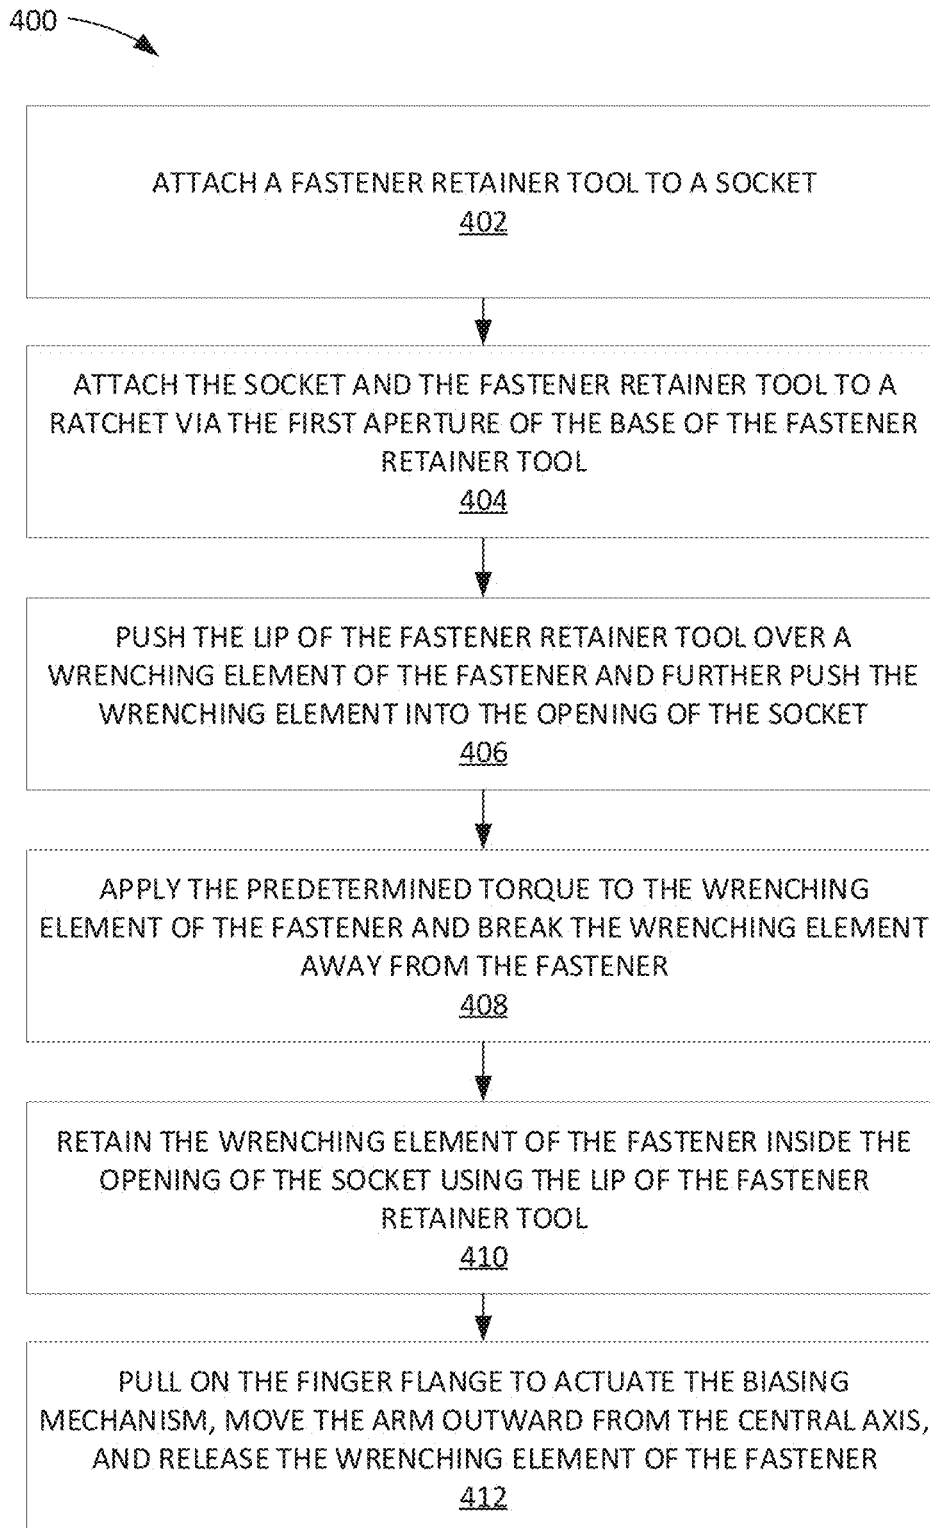 400
ATTACH A FASTENER RETAINER TOOL TO A SOCKET
402
ATTACH THE SOCKET AND THE FASTENER RETAINER TOOL TO A
RATCHET VIA THE FIRST APERTURE OF THE BASE OF THE FASTENER
RETAINER TOOL
404
PUSH THE LIP OF THE FASTENER RETAINER TOOL OVER A
WRENCHING ELEMENT OF THE FASTENER AND FURTHER PUSH THE
WRENCHING ELEMENT INTO THE OPENING OF THE SOCKET
406
APPLY THE PREDETERMINED TORQUE TO THE WRENCHING
ELEMENT OF THE FASTENER AND BREAK THE WRENCHING ELEMENT
AWAY FROM THE FASTENER
408
RETAIN THE WRENCHING ELEMENT OF THE FASTENER INSIDE THE
OPENING OF THE SOCKET USING THE LIP OF THE FASTENER
RETAINER TOOL
410
PULL ON THE FINGER FLANGE TO ACTUATE THE BIASING
MECHANISM, MOVE THE ARM OUTWARD FROM THE CENTRAL AXIS,
AND RELEASE THE WRENCHING ELEMENT OF THE FASTENER
412